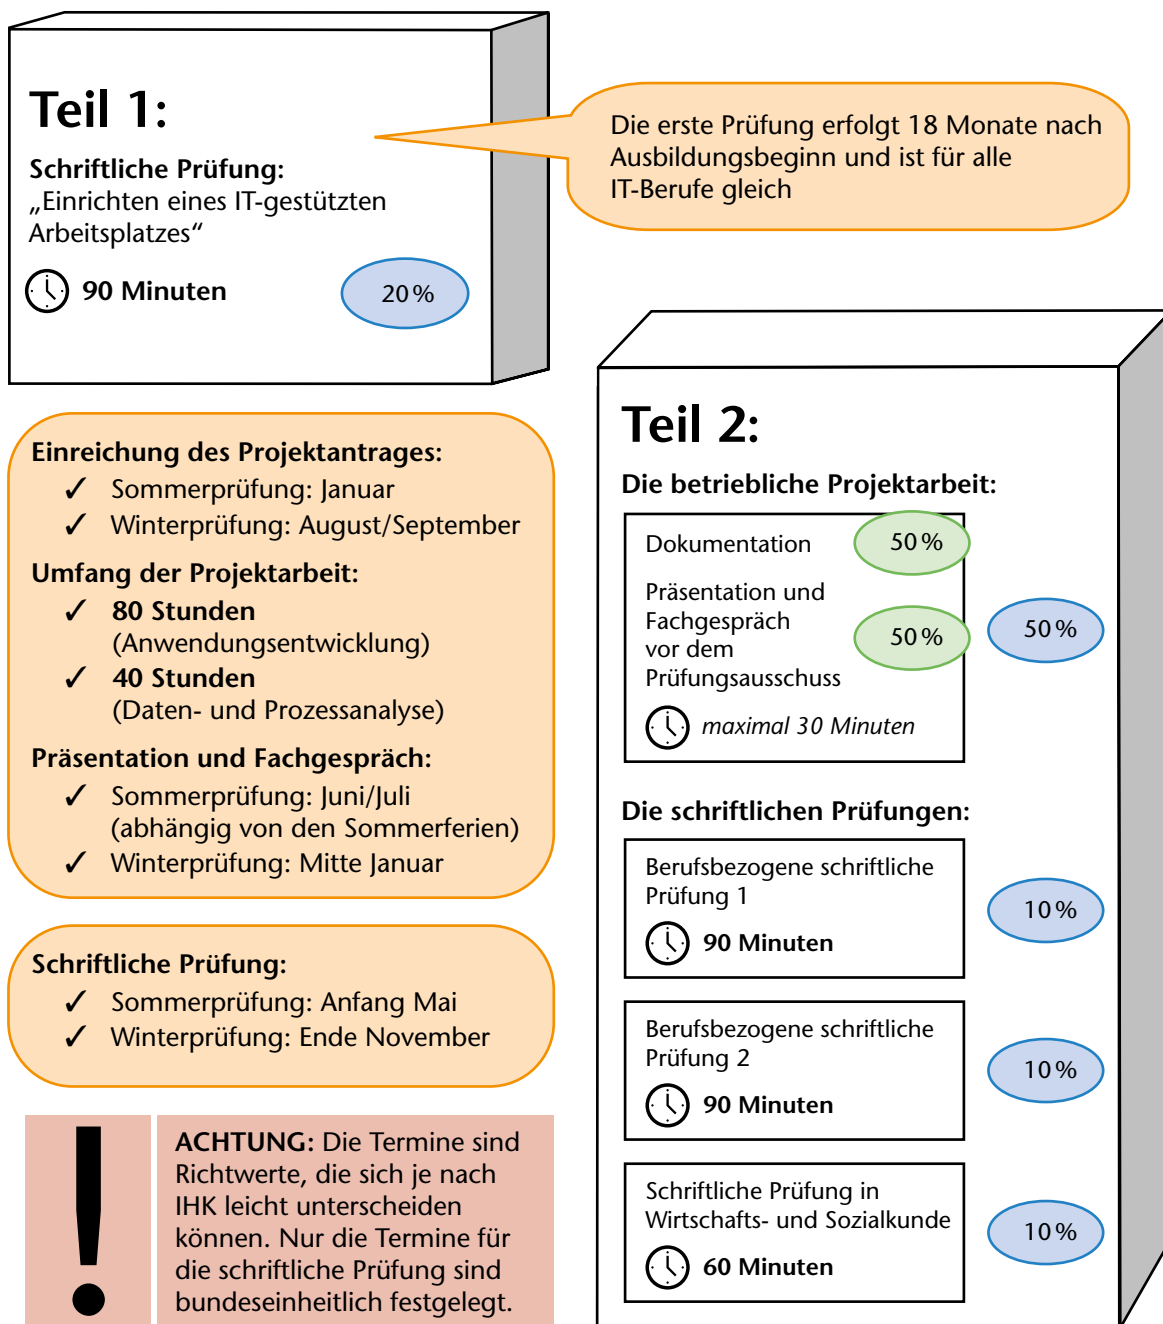 Teil 1:
Schriftliche Prüfung:
„Einrichten eines IT-gestützten
Arbeitsplatzes“
90 Minuten
20 %
Die erste Prüfung erfolgt 18 Monate nach
Ausbildungsbeginn und ist für alle
IT-Berufe gleich
Einreichung des Projektantrages:
✓ Sommerprüfung: Januar
✓ Winterprüfung: August/September
Umfang der Projektarbeit:
✓ 80 Stunden
(Anwendungsentwicklung)
✓ 40 Stunden
(Daten- und Prozessanalyse)
Präsentation und Fachgespräch:
✓ Sommerprüfung: Juni/Juli
(abhängig von den Sommerferien)
✓ Winterprüfung: Mitte Januar
Schriftliche Prüfung:
✓ Sommerprüfung: Anfang Mai
✓ Winterprüfung: Ende November
!
ACHTUNG: Die Termine sind
Richtwerte, die sich je nach
IHK leicht unterscheiden
können. Nur die Termine für
die schriftliche Prüfung sind
bundeseinheitlich festgelegt.
Teil 2:
Die betriebliche Projektarbeit:
Dokumentation
50 %
Präsentation und
Fachgespräch
vor dem
Prüfungsausschuss
50 %
maximal 30 Minuten
50 %
Die schriftlichen Prüfungen:
Berufsbezogene schriftliche
Prüfung 1
90 Minuten
10 %
Berufsbezogene schriftliche
Prüfung 2
90 Minuten
10 %
Schriftliche Prüfung in
Wirtschafts- und Sozialkunde
60 Minuten
10 %